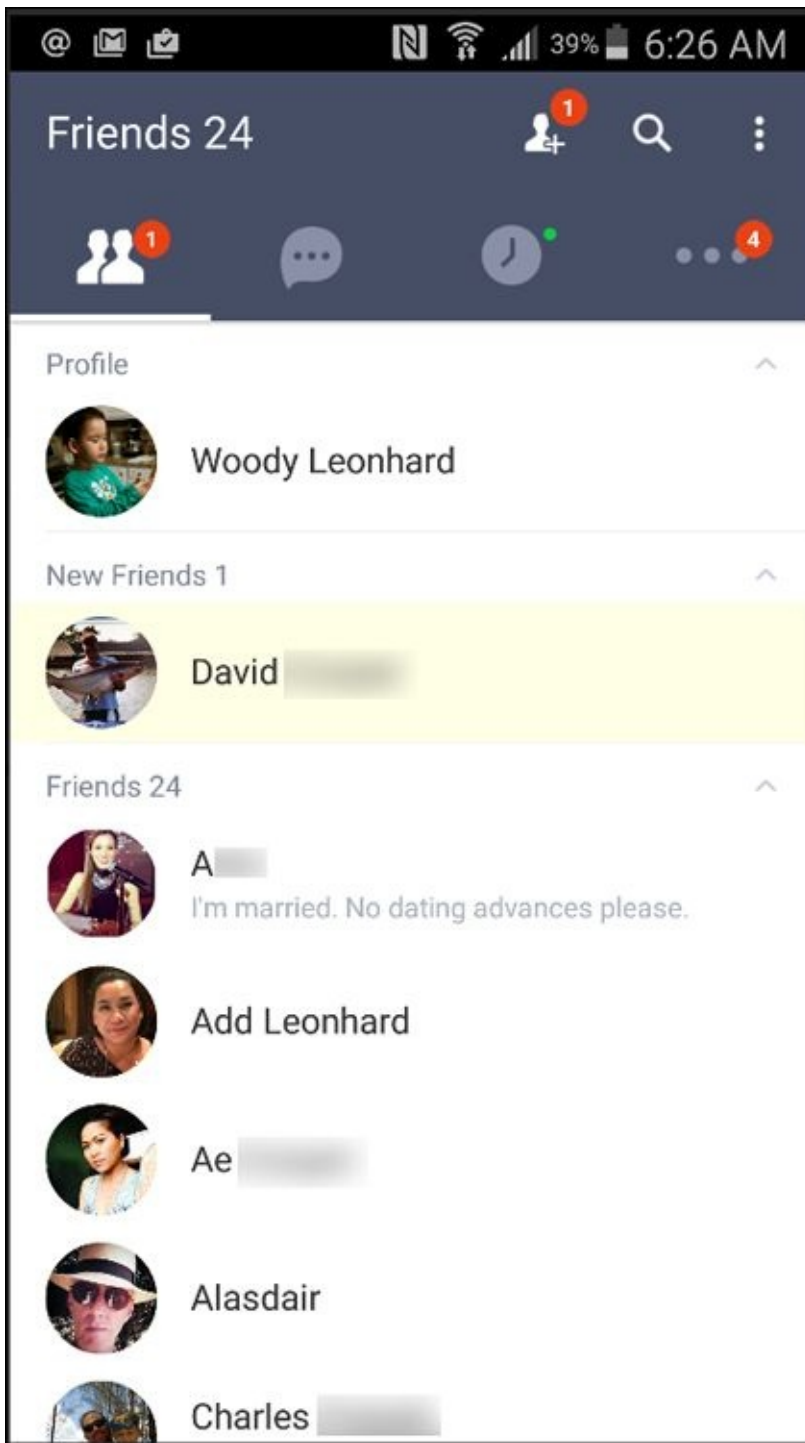 @ 39% 6:26 AM
Friends 24 1
1 4
Profile
Woody Leonhard
New Friends 1
David
Friends 24
A
I'm married. No dating advances please.
Add Leonhard
Ae
Alasdair
Charles